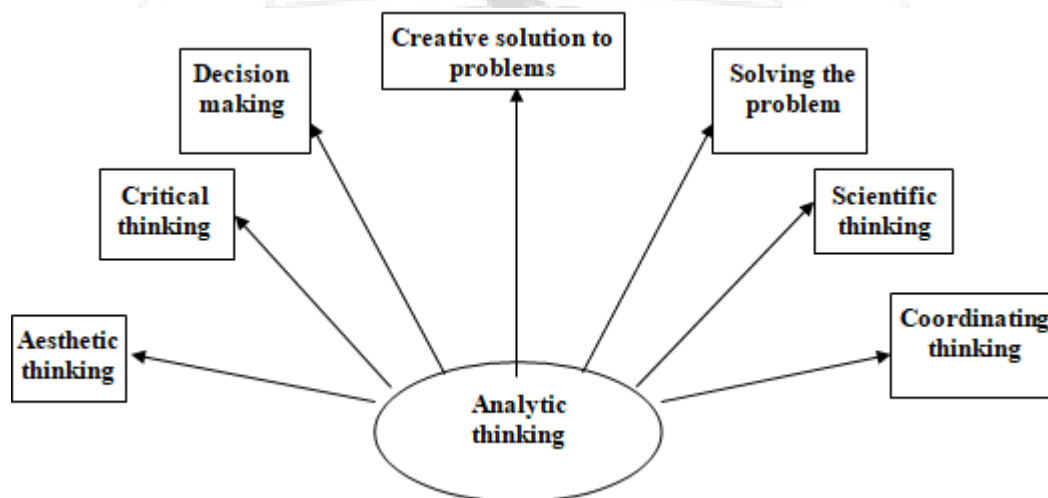 Creative solution to
problems
Decision
making
Solving the
problem
Critical
thinking
Scientific
thinking
Aesthetic
thinking
Coordinating
thinking
Analytic
thinking